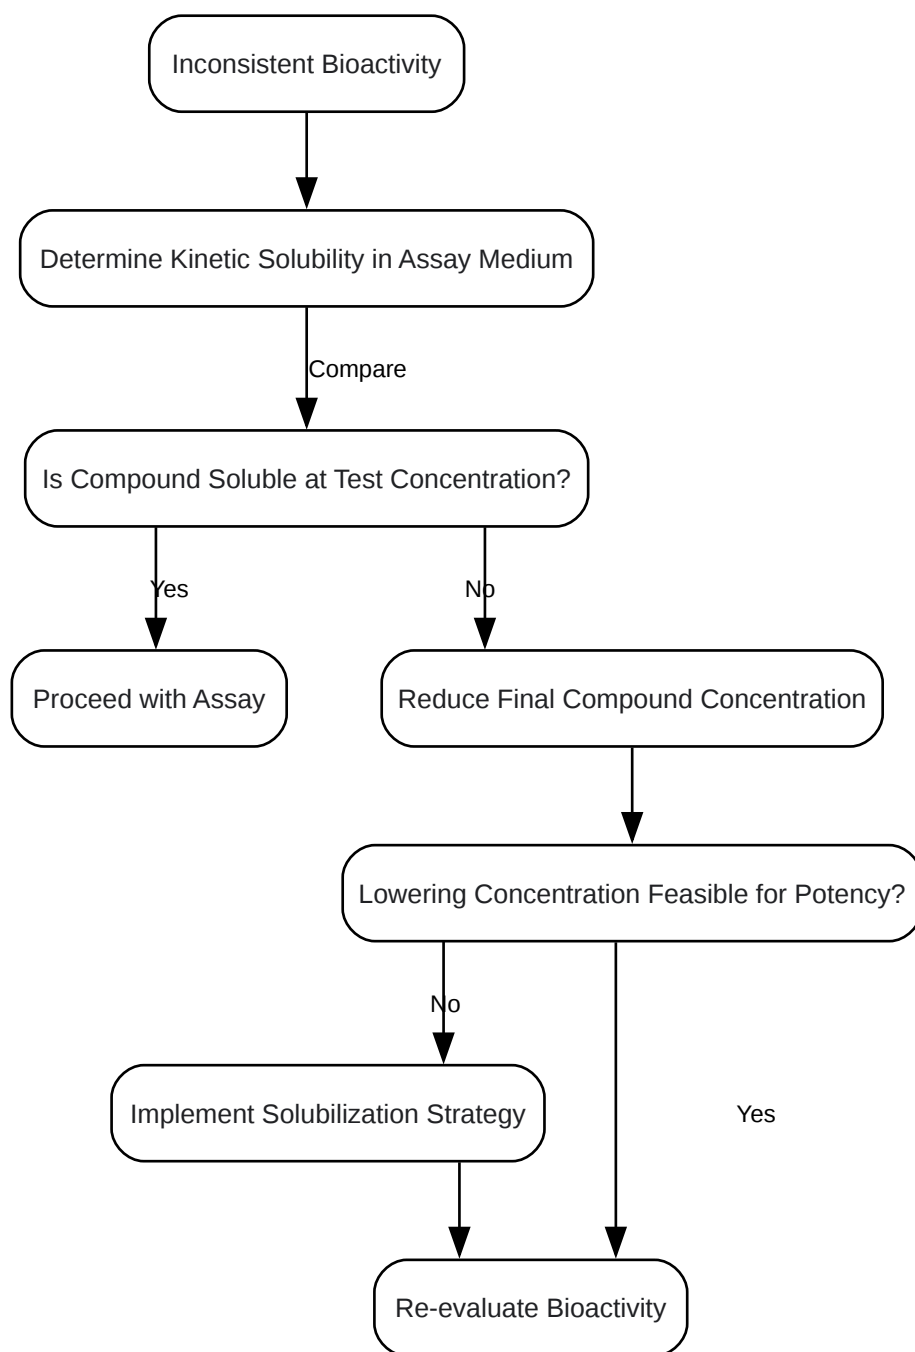 Inconsistent Bioactivity
Determine Kinetic Solubility in Assay Medium
Compare
Is Compound Soluble at Test Concentration?
Yes
No
Proceed with Assay
Reduce Final Compound Concentration
Lowering Concentration Feasible for Potency?
No
Implement Solubilization Strategy
Yes
Re-evaluate Bioactivity